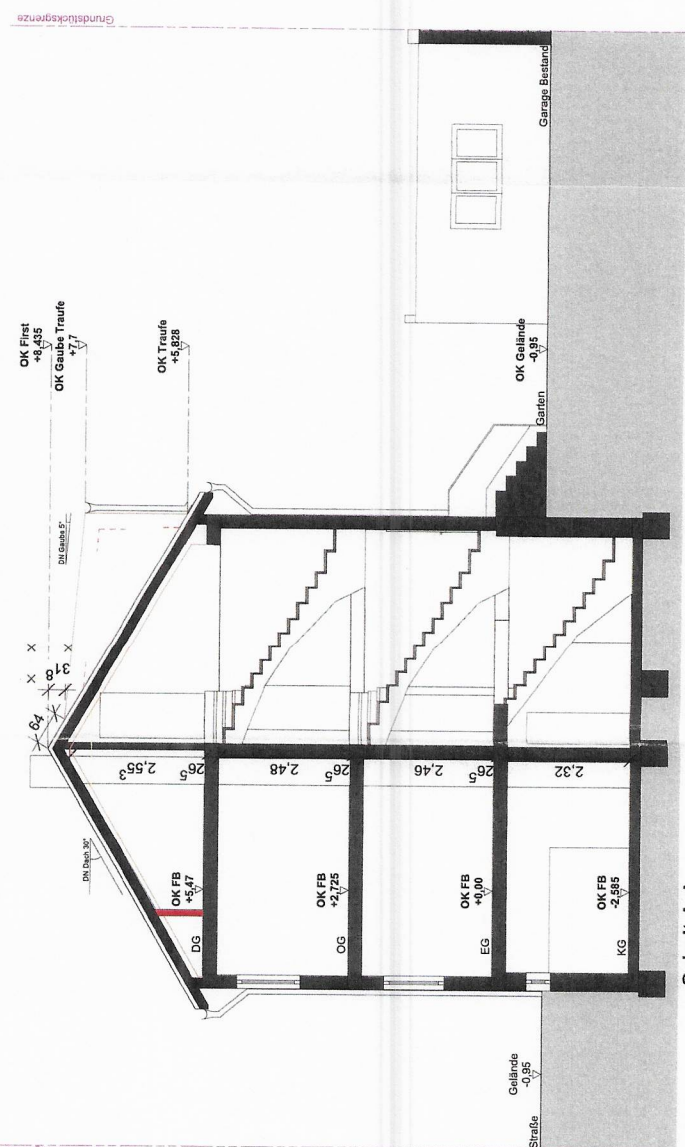 Grundstücksgrenze
OK First
+8,435
OK Gaube Traufe
+7,7
OK Traufe
+5,828
DN Gaube 5°
64
318
DN Dach 30°
2,55³
26⁵
2,48
26⁵
2,46
26⁵
2,32
OK FB
+5,47
DG
OK FB
+2,725
OG
OK FB
+0,00
EG
OK FB
-2,585
KG
Garage Bestand
OK Gelände
-0,95
Garten
Gelände
-0,95
Straße